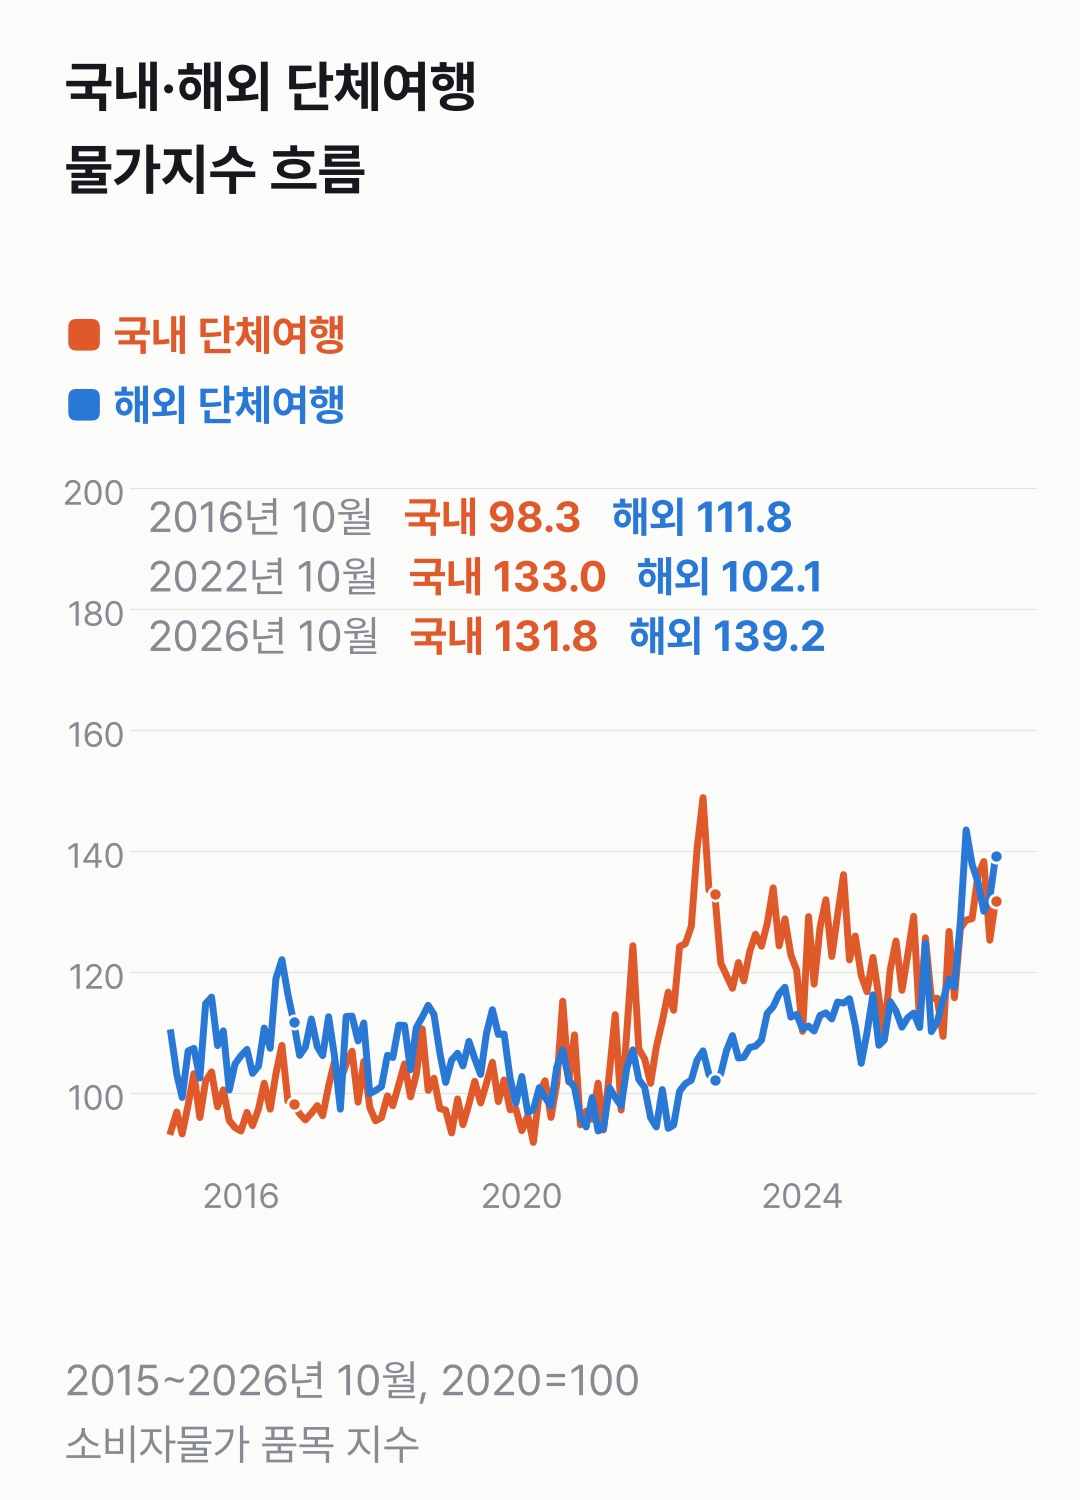 국내·해외 단체여행
물가지수 흐름
국내 단체여행
해외 단체여행
200
2016년 10월 국내 98.3 해외 111.8
2022년 10월 국내 133.0 해외 102.1
180
2026년 10월 국내 131.8 해외 139.2
160
140
120
100
2016 2020 2024
2015~2026년 10월, 2020=100
소비자물가 품목 지수